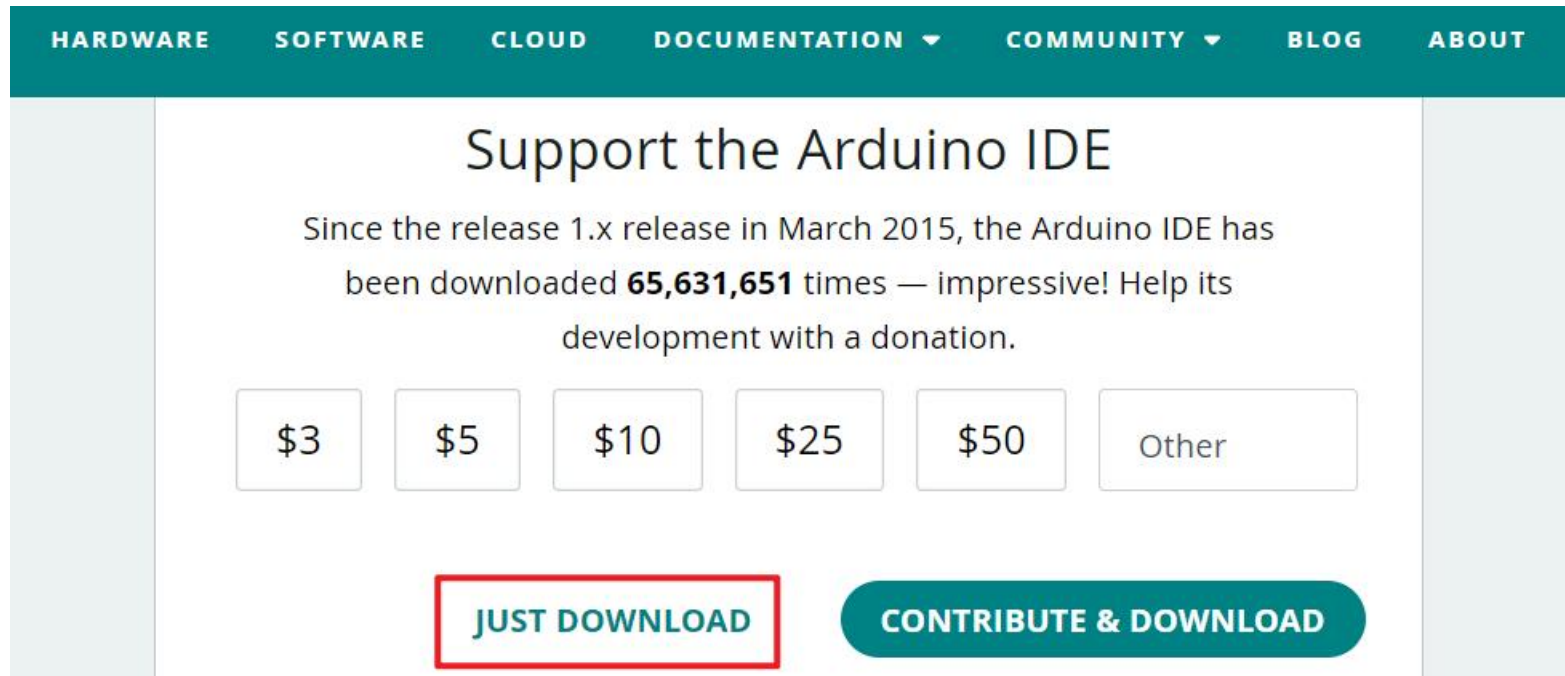 HARDWARE SOFTWARE CLOUD DOCUMENTATION COMMUNITY BLOG ABOUT
Support the Arduino IDE
Since the release 1.x release in March 2015, the Arduino IDE has
been downloaded 65,631,651 times — impressive! Help its
development with a donation.
$3 $5 $10 $25 $50 Other
JUST DOWNLOAD CONTRIBUTE & DOWNLOAD